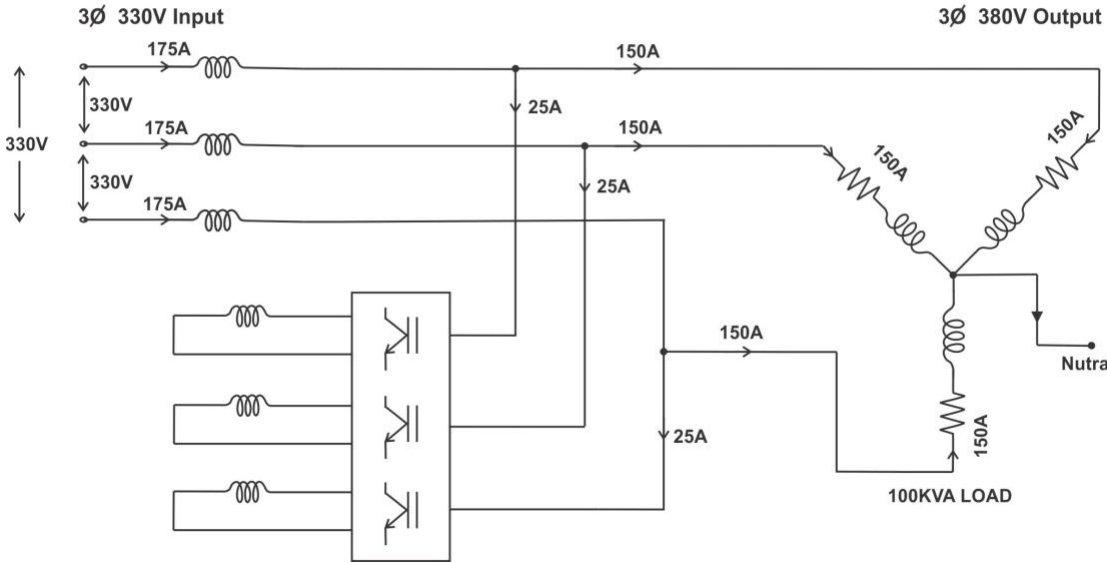 3Ø 330V Input
3Ø 380V Output
175A
150A
330V
25A
330V
175A
150A
150A
150A
330V
25A
175A
150A
Nutra
25A
150A
100KVA LOAD